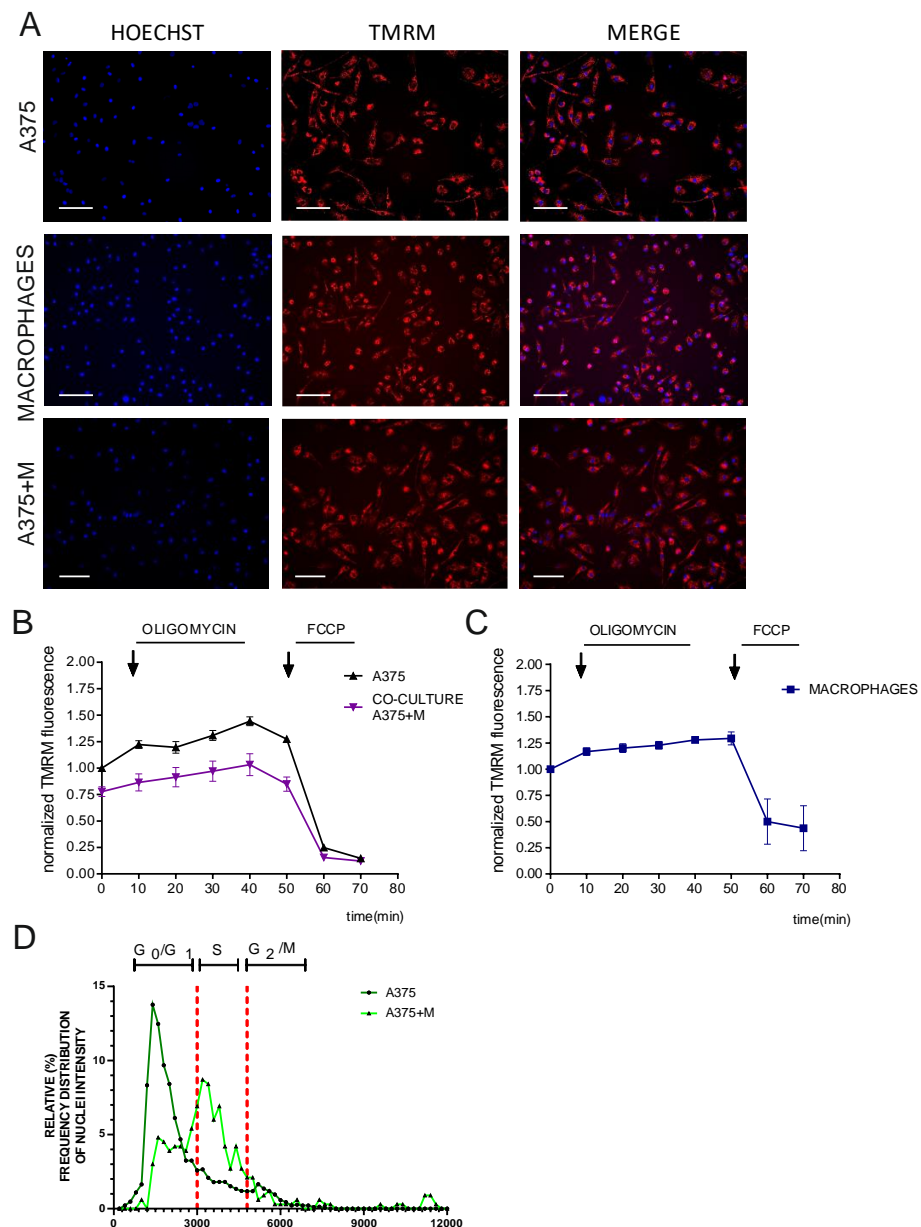 A
HOECHST TMRM MERGE
A375
MACROPHAGES
A375+M
B
OLIGOMYCIN FCCP
2.00
1.75
1.50
1.25
1.00
0.75
0.50
0.25
0.00
normalized TMRM fluorescence
A375
CO-CULTURE
A375+M
0 10 20 30 40 50 60 70 80
time(min)
C
OLIGOMYCIN FCCP
2.00
1.75
1.50
1.25
1.00
0.75
0.50
0.25
0.00
normalized TMRM fluorescence
MACROPHAGES
0 10 20 30 40 50 60 70 80
time(min)
D
G 0/G 1 S G 2/M
15
10
5
0
RELATIVE (%)
FREQUENCY DISTRIBUTION
OF NUCLEI INTENSITY
A375
A375+M
0 3000 6000 9000 12000